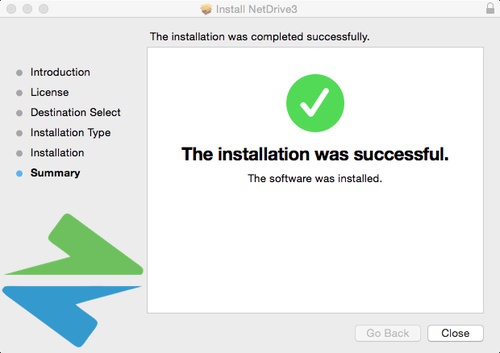 Install NetDrive3
The installation was completed successfully.
Introduction
License
Destination Select
Installation Type
Installation
Summary
The installation was successful.
The software was installed.
Go Back
Close